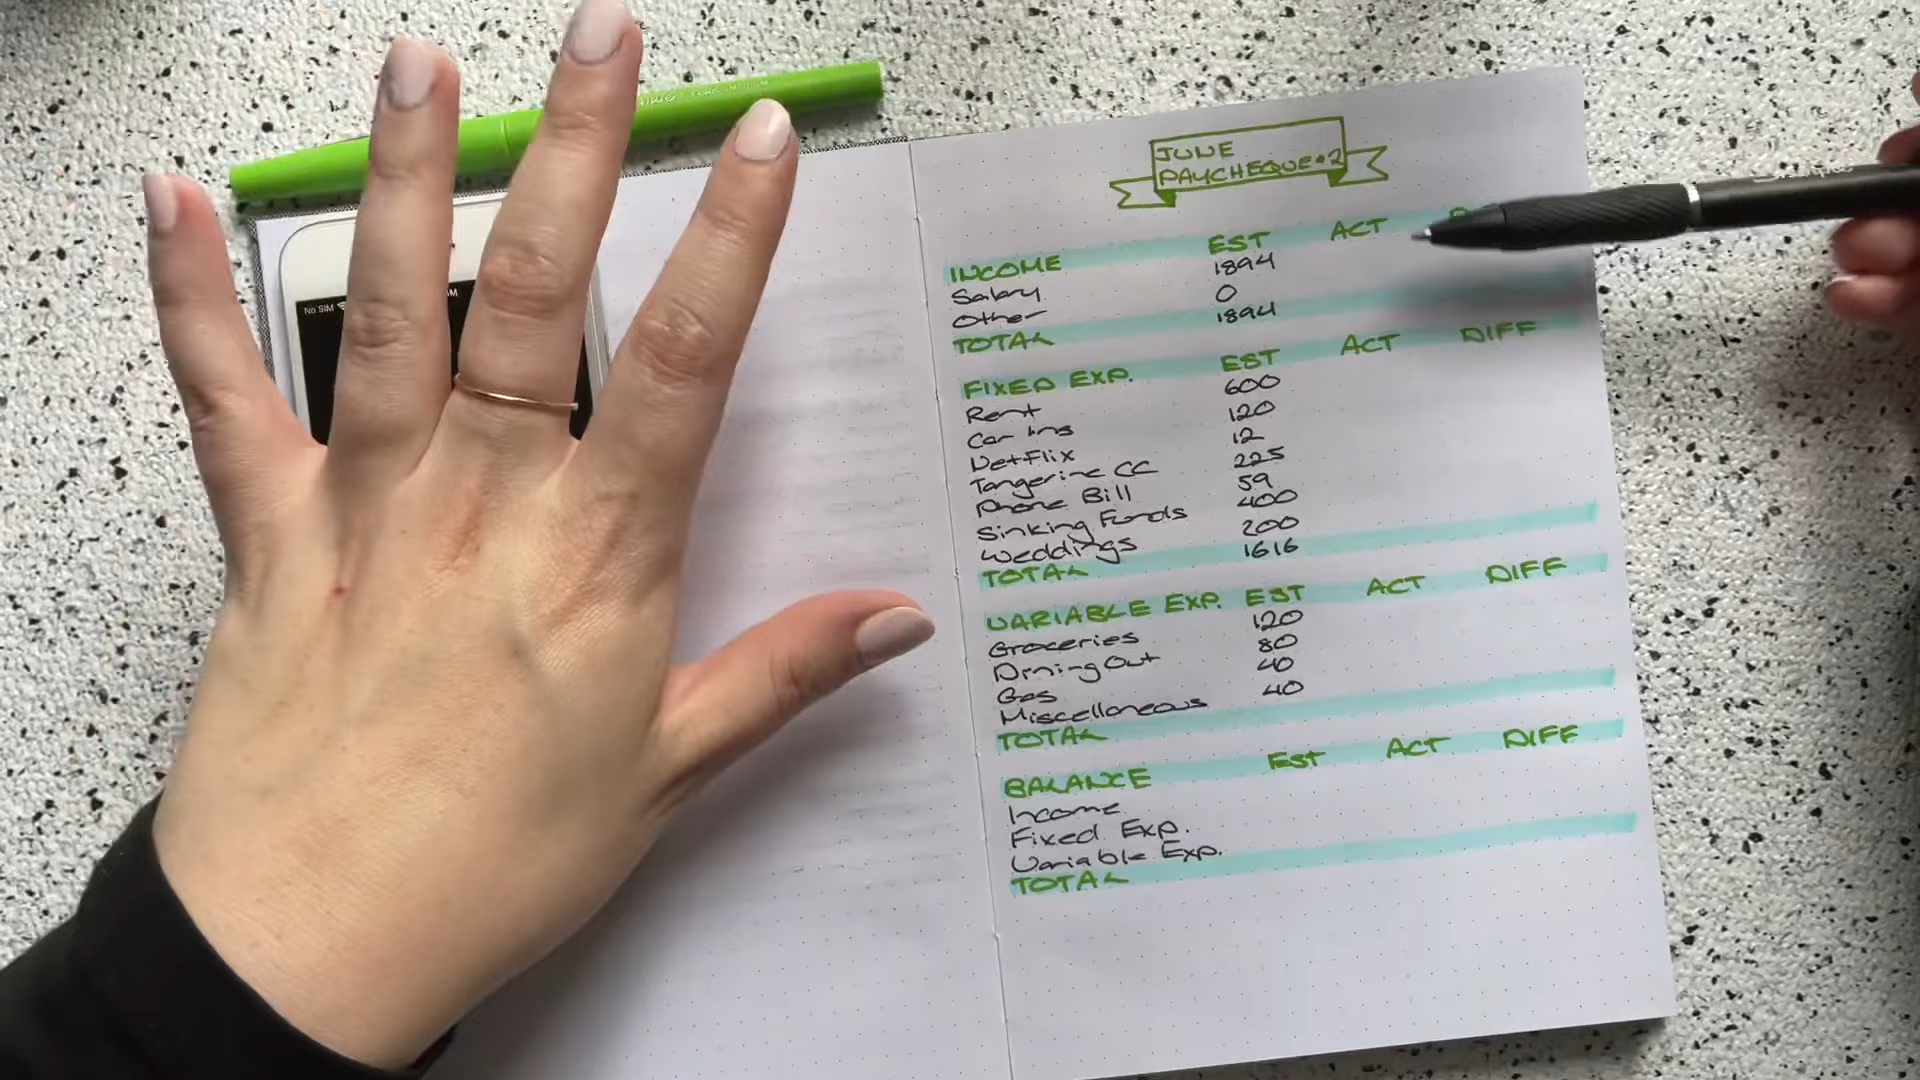 No SIM
JUNE
PAYCHEQUE #2
INCOME EST ACT
Salary 1894
Other 0
TOTAL 1894
FIXED EXP. EST ACT DIFF
Rent 600
Car Ins 120
Netflix 12
Tangerine CC 225
Phone Bill 59
Sinking Funds 400
Weddings 200
TOTAL 1616
VARIABLE EXP. EST ACT DIFF
Groceries 120
Dining Out 80
Gas 40
Miscellaneous 40
TOTAL
BALANCE EST ACT DIFF
Income
Fixed Exp.
Variable Exp.
TOTAL